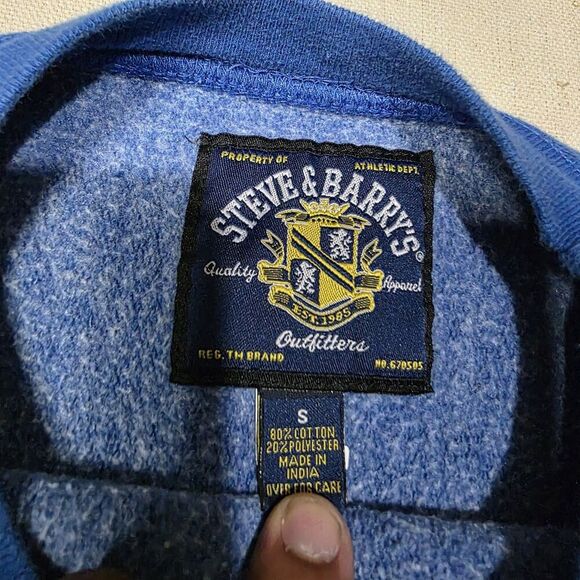 PROPERTY OF ATHLETIC DEPT.
STEVE & BARRY'S®
Quality Apparel
EST. 1985
Outfitters
REG. TM BRAND NO. 670505
S
80% COTTON
20% POLYESTER
MADE IN
INDIA
OVER FOR CARE